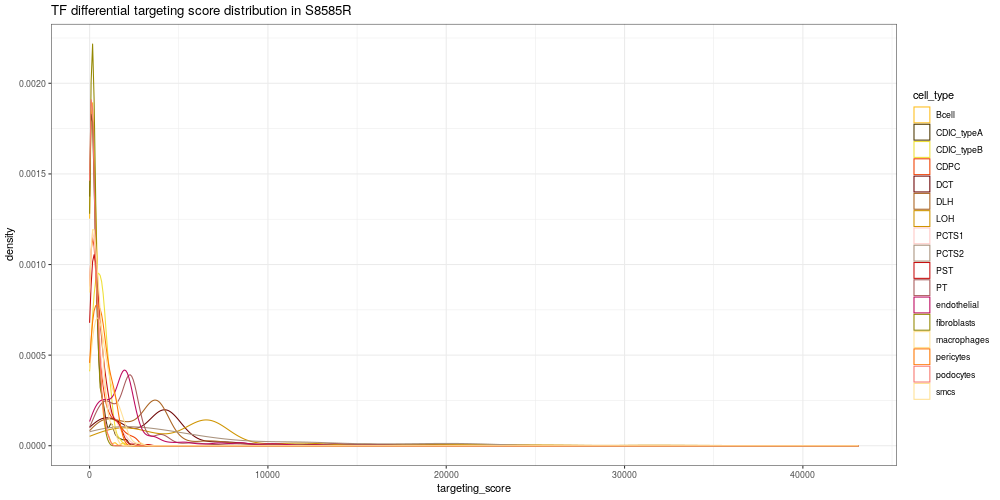 TF differential targeting score distribution in S8585R
density
0.0020
0.0015
0.0010
0.0005
0.0000
0
10000
20000
30000
40000
targeting_score
cell_type
Bcell
CDIC_typeA
CDIC_typeB
CDPC
DCT
DLH
LOH
PCTS1
PCTS2
PST
PT
endothelial
fibroblasts
macrophages
pericytes
podocytes
smcs